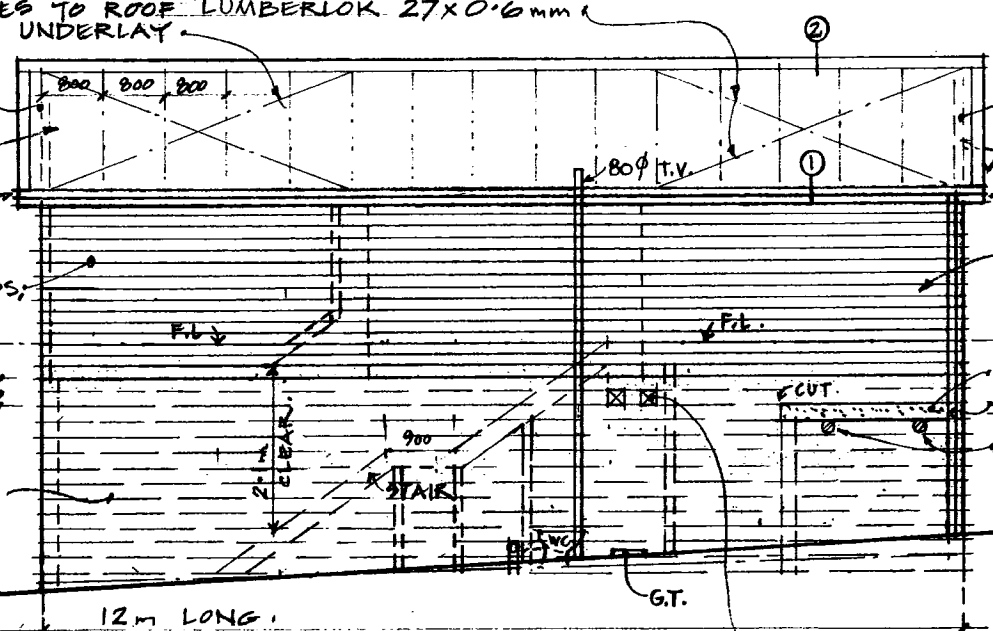 ES TO ROOF LUMBERLOK 27x0.6mm.
UNDERLAY.
②
800 800 800
80φ T.V.
①
S,
F.L
F.L.
CUT.
900
2.1m CLEAR.
STAIR
WC
G.T.
12m LONG.